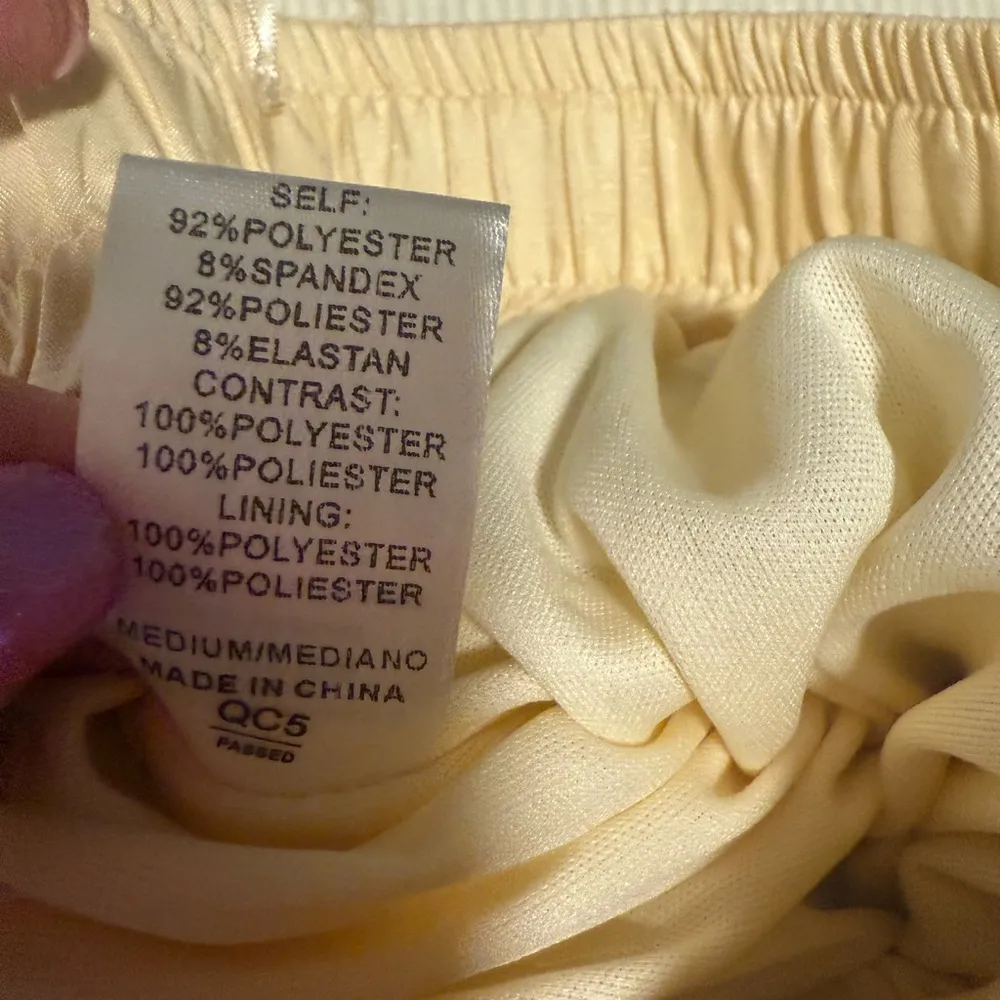 SELF:
92%POLYESTER
8%SPANDEX
92%POLIESTER
8%ELASTAN
CONTRAST:
100%POLYESTER
100%POLIESTER
LINING:
100%POLYESTER
100%POLIESTER
MEDIUM/MEDIANO
MADE IN CHINA
QC5
PASSED